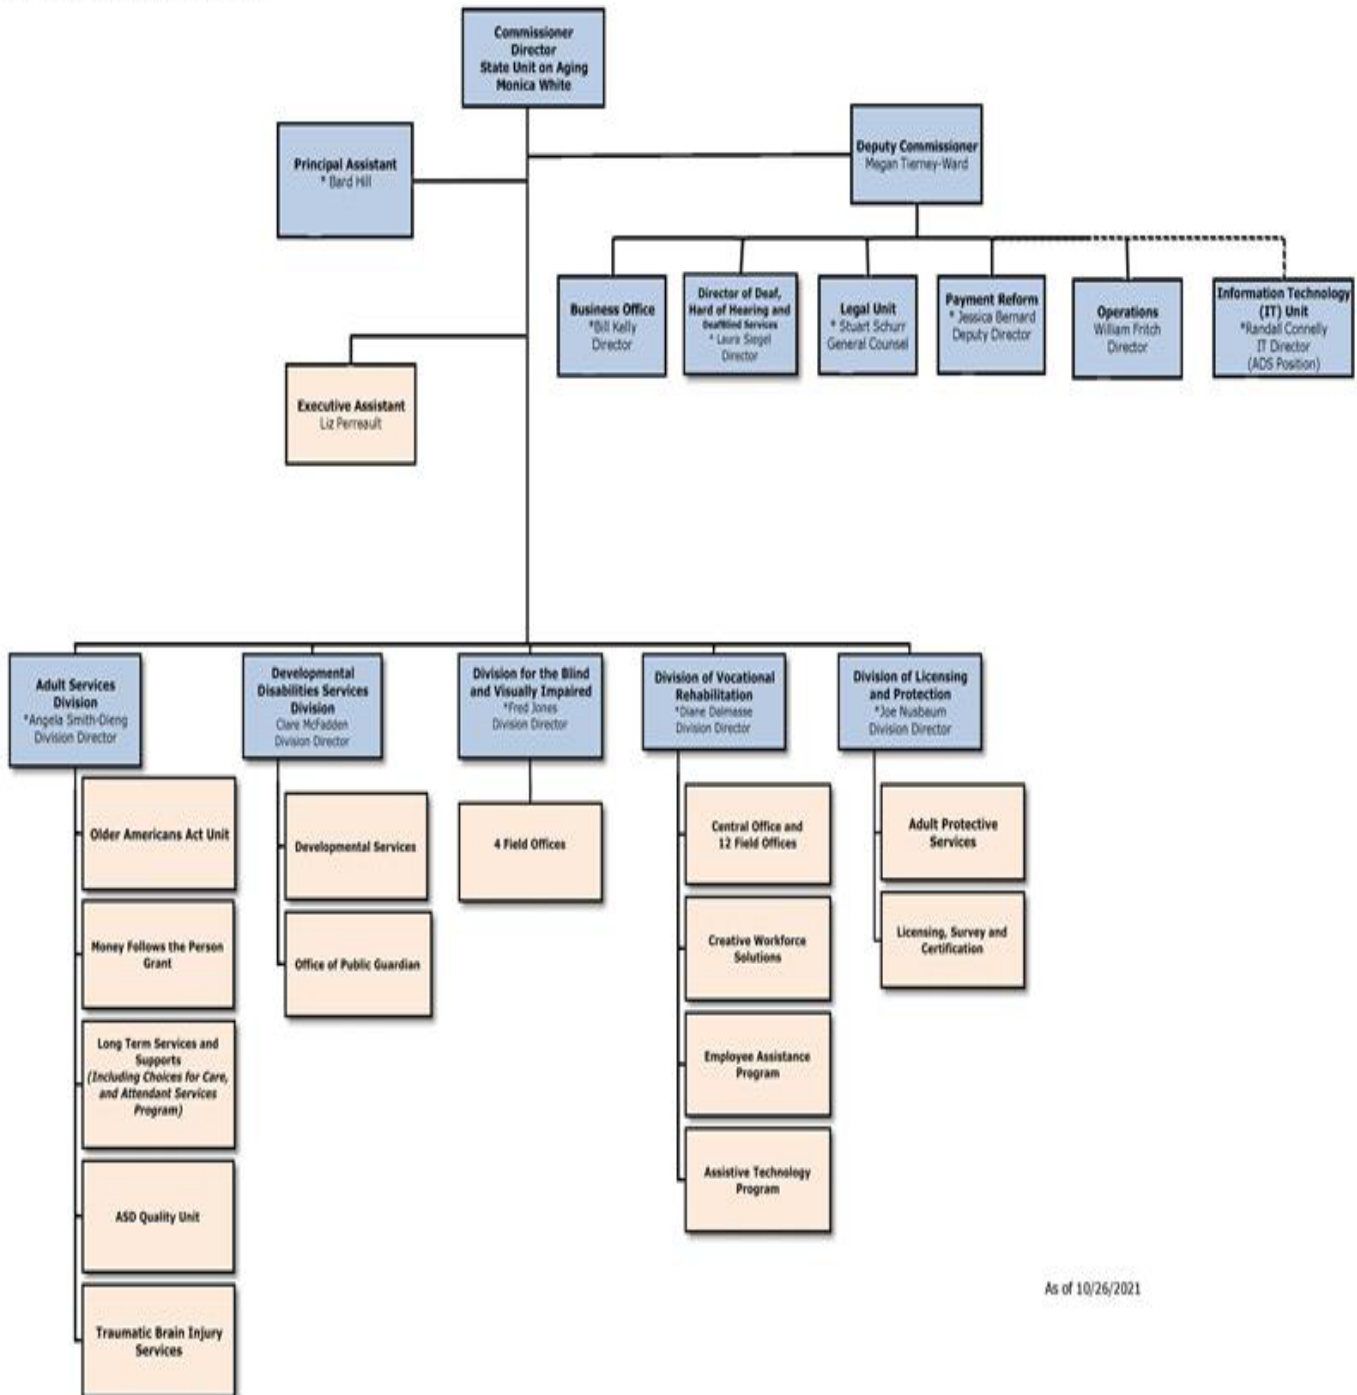 Commissioner
Director
State Unit on Aging
Monica White
Principal Assistant
* Bard Hill
Deputy Commissioner
Megan Tierney-Ward
Business Office
*Bill Kelly
Director
Director of Deaf,
Hard of Hearing and
DeafBlind Services
* Laura Siegel
Director
Legal Unit
* Stuart Schurr
General Counsel
Payment Reform
* Jessica Bernard
Deputy Director
Operations
William Fritch
Director
Information Technology
(IT) Unit
*Randall Connelly
IT Director
(ADS Position)
Executive Assistant
Liz Perreault
Adult Services
Division
*Angela Smith-Dieng
Division Director
Developmental
Disabilities Services
Division
Clare McFadden
Division Director
Division for the Blind
and Visually Impaired
*Fred Jones
Division Director
Division of Vocational
Rehabilitation
*Diane Dalmasse
Division Director
Division of Licensing
and Protection
*Joe Nusbaum
Division Director
Older Americans Act Unit
Money Follows the Person
Grant
Long Term Services and
Supports
(Including Choices for Care,
and Attendant Services
Program)
ASD Quality Unit
Traumatic Brain Injury
Services
Developmental Services
Office of Public Guardian
4 Field Offices
Central Office and
12 Field Offices
Creative Workforce
Solutions
Employee Assistance
Program
Assistive Technology
Program
Adult Protective
Services
Licensing, Survey and
Certification
As of 10/26/2021